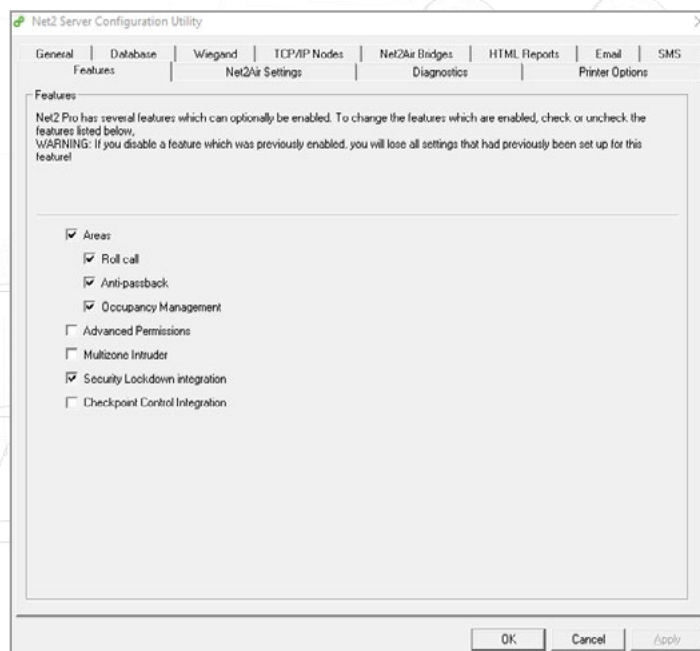 Net2 Server Configuration Utility
General Database Wiegand TCP/IP Nodes Net2Air Bridges HTML Reports Email SMS
Features Net2Air Settings Diagnostics Printer Options
Features
Net2 Pro has several features which can optionally be enabled. To change the features which are enabled, check or uncheck the
features listed below,
WARNING: If you disable a feature which was previously enabled, you will lose all settings that had previously been set up for this
feature!
Areas
Roll call
Anti-passback
Occupancy Management
Advanced Permissions
Multizone Intruder
Security Lockdown integration
Checkpoint Control Integration
OK Cancel Apply